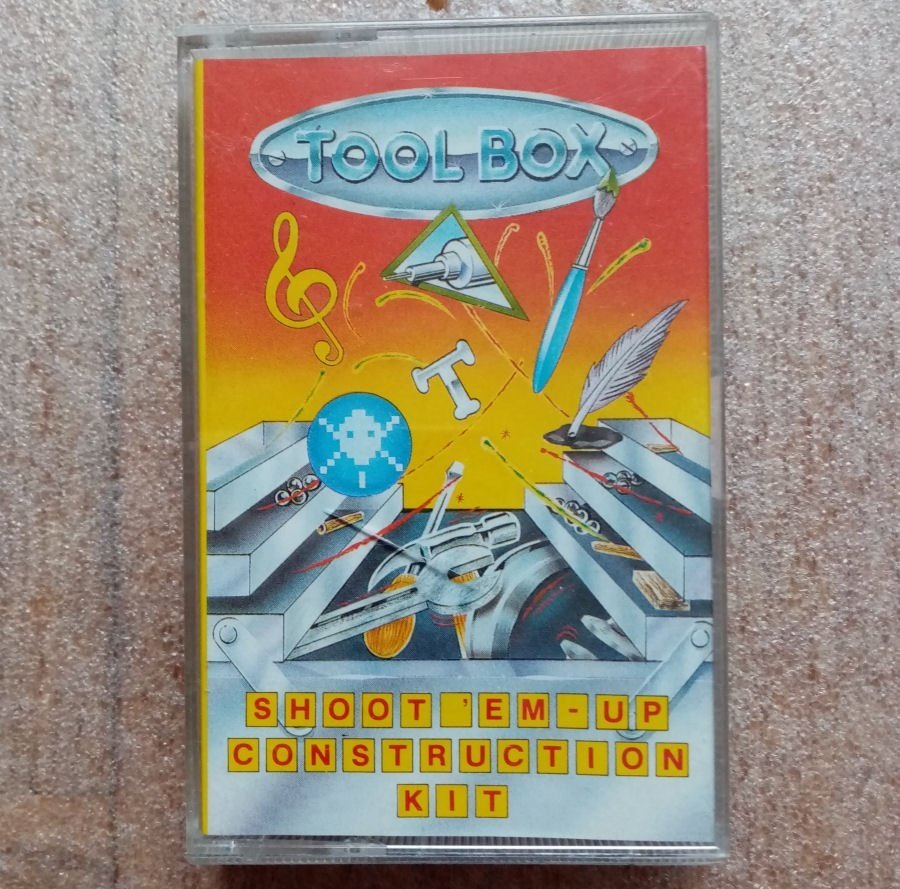 TOOL BOX
T
SHOOT 'EM-UP
CONSTRUCTION
KIT